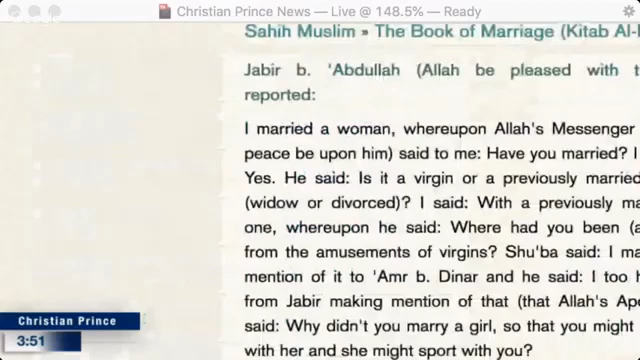 Christian Prince News — Live @ 148.5% — Ready
Sahih Muslim » The Book of Marriage (Kitab Al-
Jabir b. 'Abdullah (Allah be pleased with
reported:
I married a woman, whereupon Allah's Messenger
peace be upon him) said to me: Have you married? I
Yes. He said: Is it a virgin or a previously married
(widow or divorced)? I said: With a previously
one, whereupon he said: Where had you been
from the amusements of virgins? Shu'ba said: I
mention of it to 'Amr b. Dinar and he said: I too
from Jabir making mention of that (that Allah's
said: Why didn't you marry a girl, so that you might
with her and she might sport with you?
Christian Prince
3:51